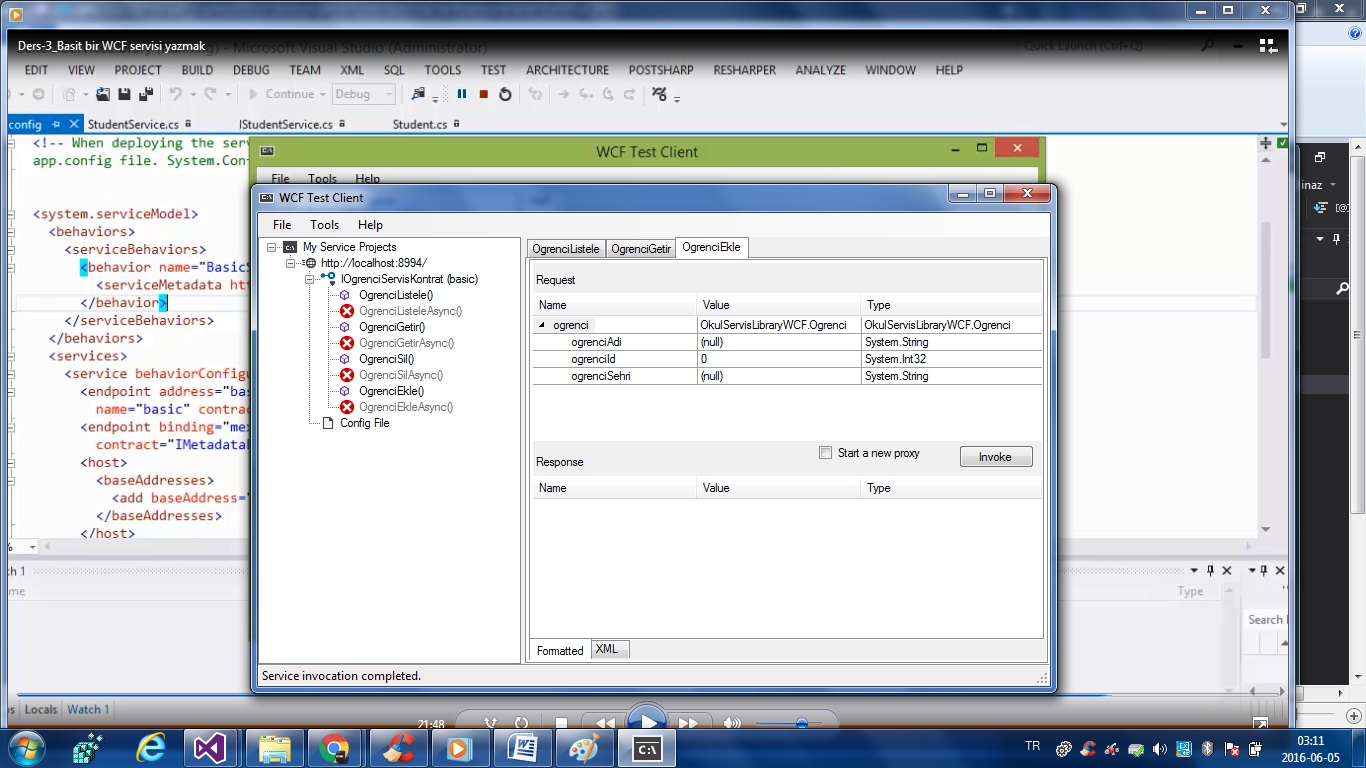 Ders-3_Basit bir WCF servisi yazmak
Microsoft Visual Studio (Administrator)
Quick Launch (Ctrl+Q)
EDIT VIEW PROJECT BUILD DEBUG TEAM XML SQL TOOLS TEST ARCHITECTURE POSTSHARP RESHARPER ANALYZE WINDOW HELP
Continue Debug
config StudentService.cs IStudentService.cs Student.cs
<!-- When deploying the serv
app.config file. System.Con
<system.serviceModel>
<behaviors>
<serviceBehaviors>
<behavior name="BasicS
<serviceMetadata ht
</behavior>
</serviceBehaviors>
</behaviors>
<services>
<service behaviorConfigu
<endpoint address="bas
name="basic" contrac
<endpoint binding="mex
contract="IMetadataE
<host>
<baseAddresses>
<add baseAddress="
</baseAddresses>
</host>
WCF Test Client
File Tools Help
WCF Test Client
File Tools Help
My Service Projects
http://localhost:8994/
IOgrenciServisKontrat (basic)
OgrenciListele()
OgrenciListeleAsync()
OgrenciGetir()
OgrenciGetirAsync()
OgrenciSil()
OgrenciSilAsync()
OgrenciEkle()
OgrenciEkleAsync()
Config File
OgrenciListele OgrenciGetir OgrenciEkle
Request
Name Value Type
ogrenci OkulServisLibraryWCF.Ogrenci OkulServisLibraryWCF.Ogrenci
ogrenciAdi (null) System.String
ogrenciId 0 System.Int32
ogrenciSehri (null) System.String
Start a new proxy Invoke
Response
Name Value Type
Formatted XML
Service invocation completed.
inaz
%
ch 1
me
Type
Search
os Locals Watch 1
21:48
C:\
TR
03:11
2016-06-05